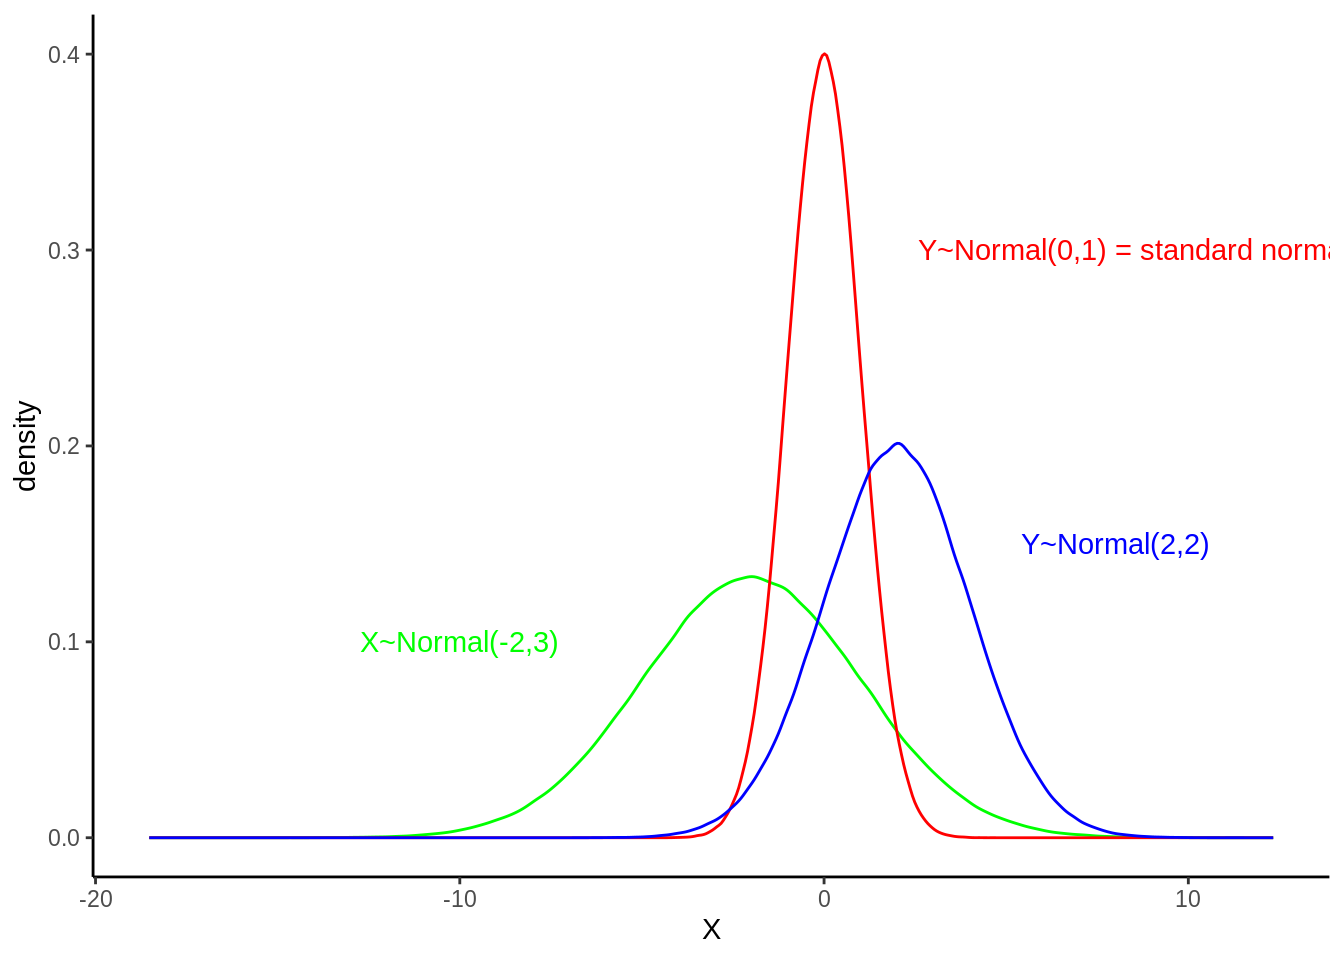 0.4
0.3
0.2
0.1
0.0
density
Y~Normal(0,1) = standard norma
Y~Normal(2,2)
X~Normal(-2,3)
-20
-10
0
10
X